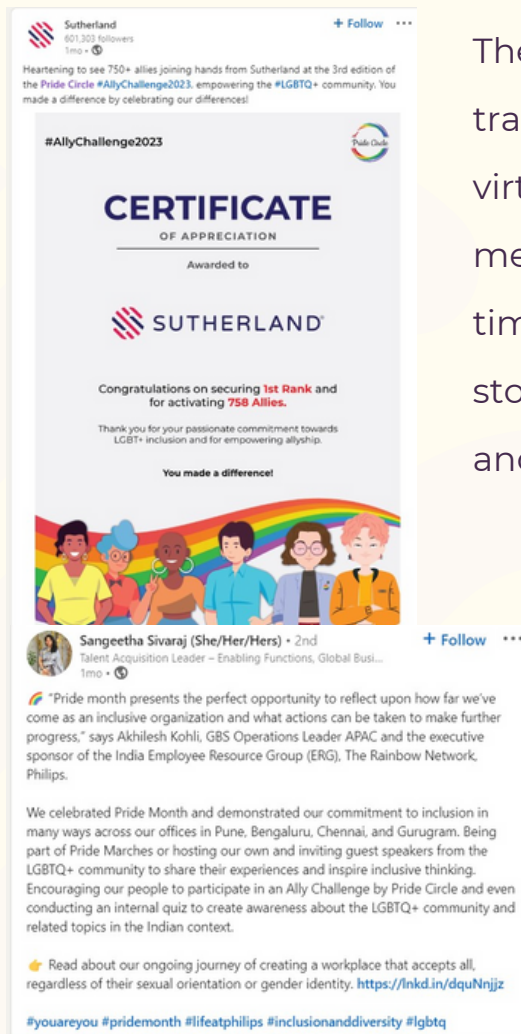 Sutherland
+ Follow ...
601,303 followers
1mo •
Heartening to see 750+ allies joining hands from Sutherland at the 3rd edition of
the Pride Circle #AllyChallenge2023, empowering the #LGBTQ+ community. You
made a difference by celebrating our differences!
#AllyChallenge2023
Pride Circle
CERTIFICATE
OF APPRECIATION
Awarded to
SUTHERLAND
Congratulations on securing 1st Rank and
for activating 758 Allies.
Thank you for your passionate commitment towards
LGBT+ inclusion and for empowering allyship.
You made a difference!
Sangeetha Sivaraj (She/Her/Hers) • 2nd
+ Follow ...
Talent Acquisition Leader – Enabling Functions, Global Busi...
1mo •
"Pride month presents the perfect opportunity to reflect upon how far we've
come as an inclusive organization and what actions can be taken to make further
progress," says Akhilesh Kohli, GBS Operations Leader APAC and the executive
sponsor of the India Employee Resource Group (ERG), The Rainbow Network,
Philips.
We celebrated Pride Month and demonstrated our commitment to inclusion in
many ways across our offices in Pune, Bengaluru, Chennai, and Gurugram. Being
part of Pride Marches or hosting our own and inviting guest speakers from the
LGBTQ+ community to share their experiences and inspire inclusive thinking.
Encouraging our people to participate in an Ally Challenge by Pride Circle and even
conducting an internal quiz to create awareness about the LGBTQ+ community and
related topics in the Indian context.
👉 Read about our ongoing journey of creating a workplace that accepts all,
regardless of their sexual orientation or gender identity. https://lnkd.in/dquNnjjz
#youareyou #pridemonth #lifeatphilips #inclusionanddiversity #lgbtq
The
tra
virt
me
tim
sto
and